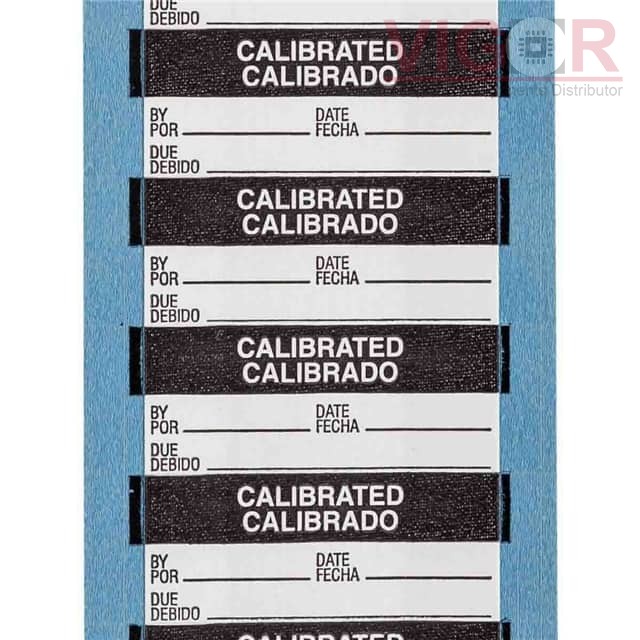 DUE
DEBIDO
CALIBRATED
CALIBRADO
VIGOR
Distributor
BY DATE
POR FECHA
DUE
DEBIDO
CALIBRATED
CALIBRADO
BY DATE
POR FECHA
DUE
DEBIDO
CALIBRATED
CALIBRADO
BY DATE
POR FECHA
DUE
DEBIDO
CALIBRATED
CALIBRADO
BY DATE
POR FECHA
DUE
DEBIDO
CALIBRATED